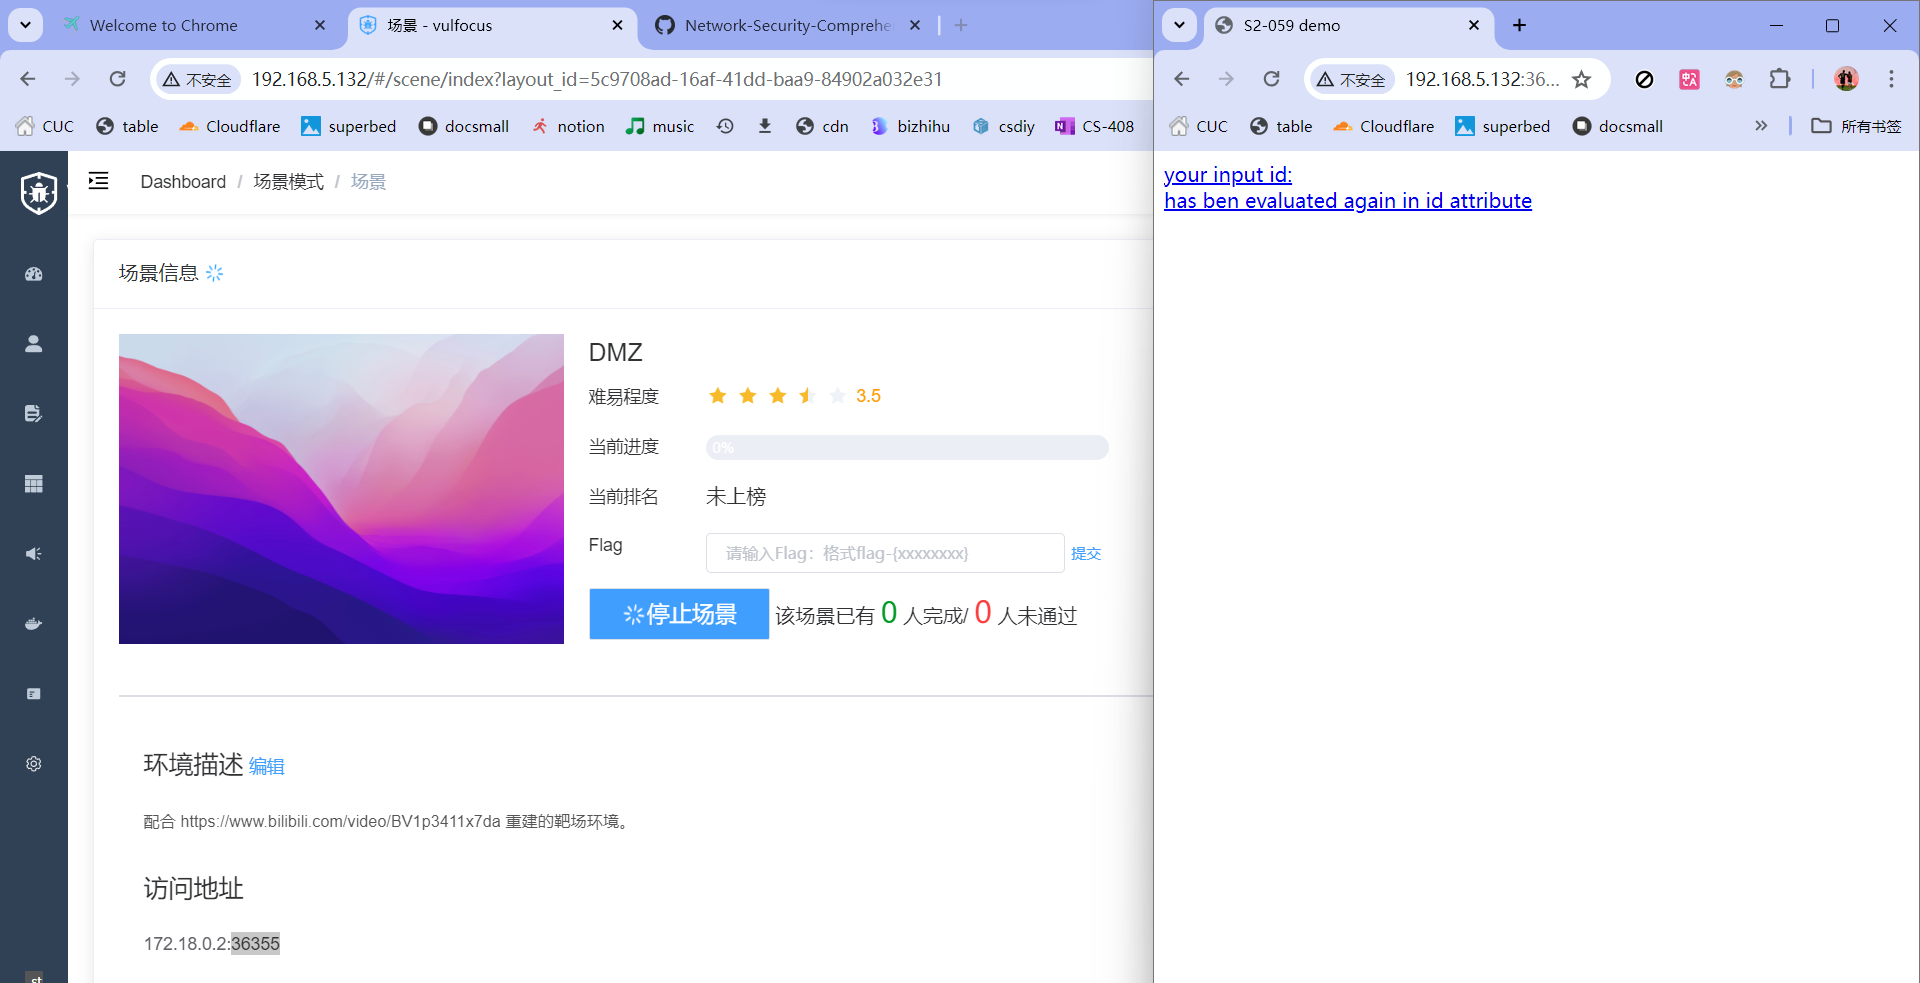 Welcome to Chrome
场景 - vulfocus
Network-Security-Comprehe
不安全
192.168.5.132/#/scene/index?layout_id=5c9708ad-16af-41dd-baa9-84902a032e31
CUC
table
Cloudflare
superbed
docsmall
notion
music
cdn
bizhihu
csdiy
CS-408
Dashboard / 场景模式 / 场景
场景信息
DMZ
难易程度 3.5
当前进度 0%
当前排名 未上榜
Flag 请输入Flag：格式flag-{xxxxxxxx} 提交
停止场景 该场景已有 0 人完成/ 0 人未通过
环境描述 编辑
配合 https://www.bilibili.com/video/BV1p3411x7da 重建的靶场环境。
访问地址
172.18.0.2:36355
st
S2-059 demo
不安全
192.168.5.132:36...
CUC
table
Cloudflare
superbed
docsmall
所有书签
your input id:
has ben evaluated again in id attribute